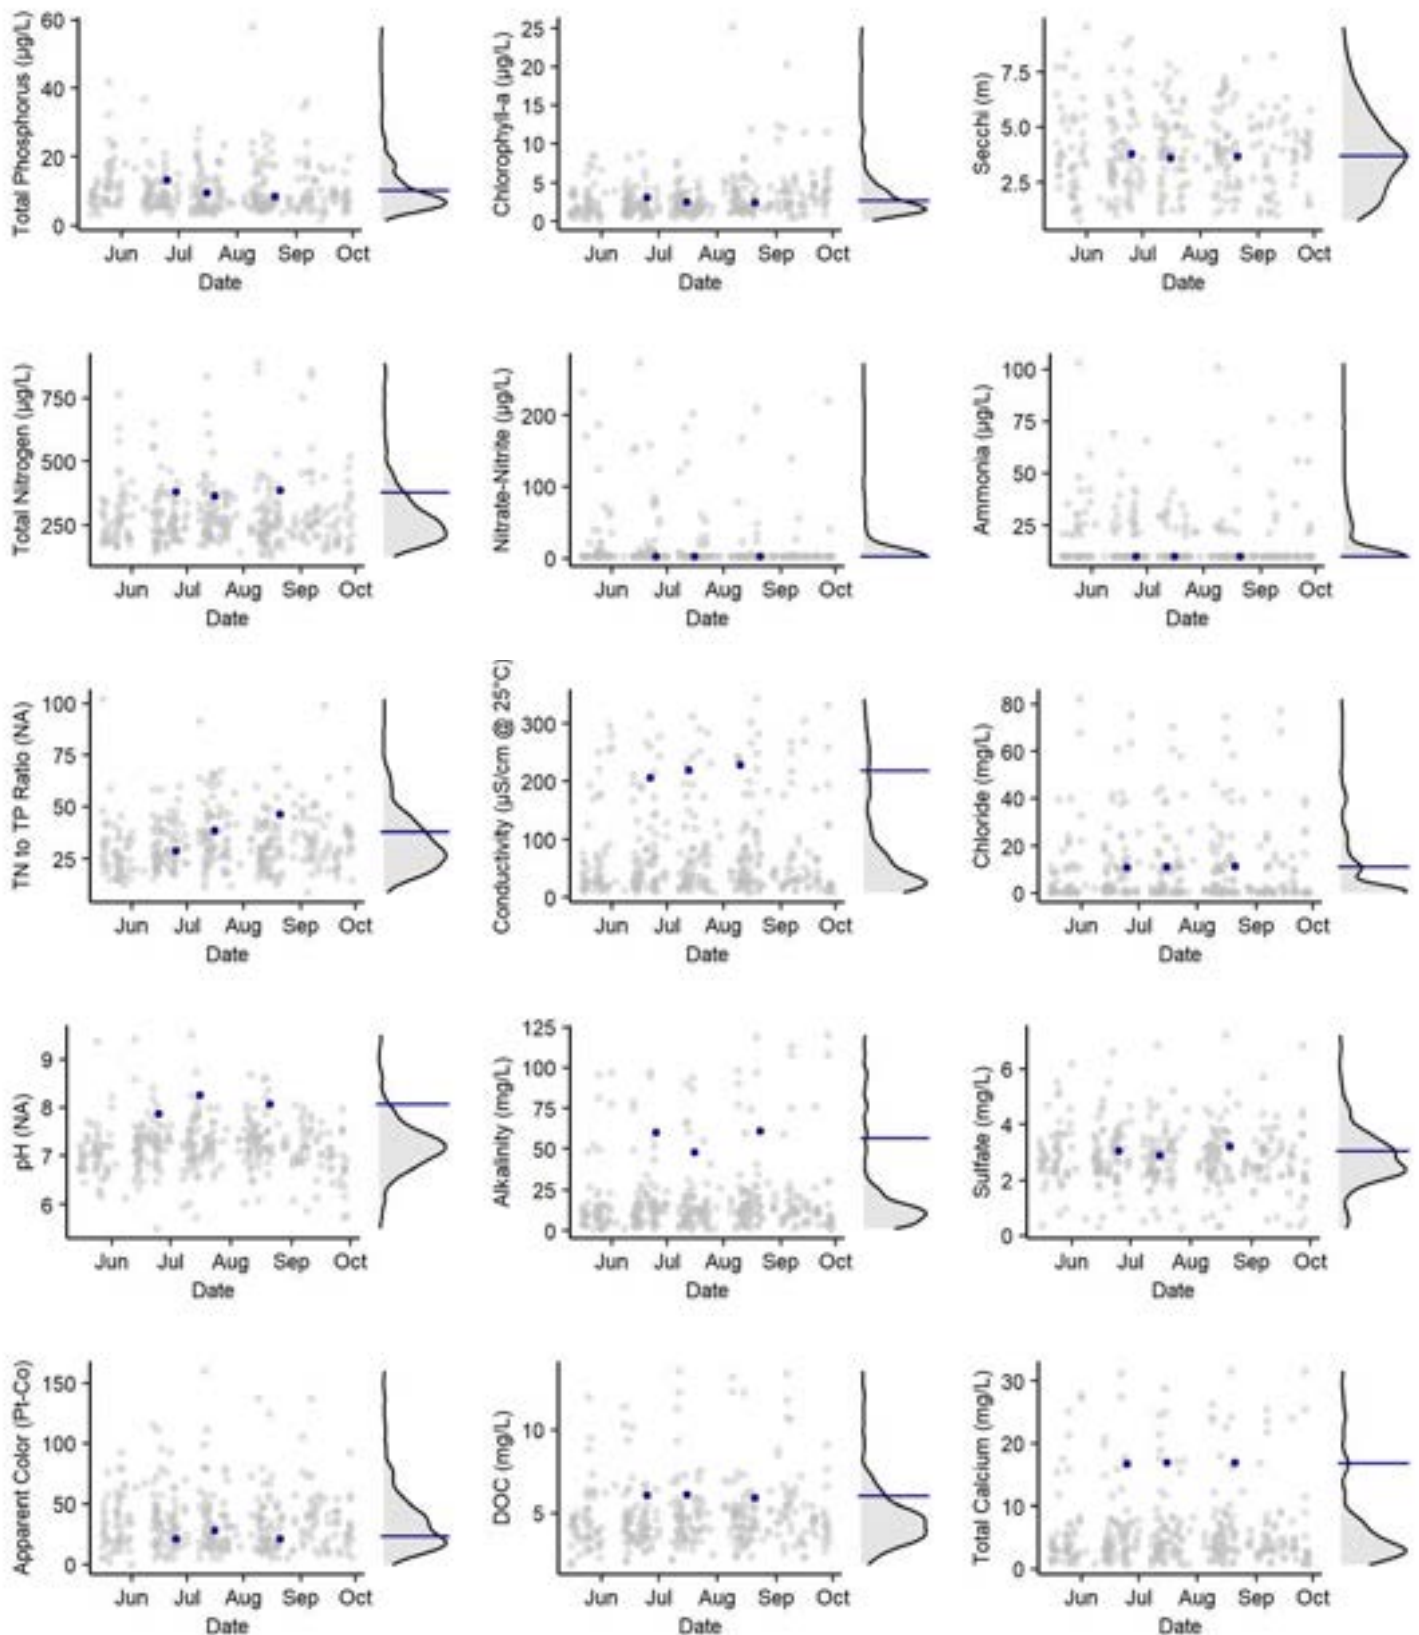 Total Phosphorus (µg/L)
60
40
20
0
Jun Jul Aug Sep Oct
Date
Chlorophyll-a (µg/L)
25
20
15
10
5
0
Jun Jul Aug Sep Oct
Date
Secchi (m)
7.5
5.0
2.5
Jun Jul Aug Sep Oct
Date
Total Nitrogen (µg/L)
750
500
250
Jun Jul Aug Sep Oct
Date
Nitrate-Nitrite (µg/L)
200
100
0
Jun Jul Aug Sep Oct
Date
Ammonia (µg/L)
100
75
50
25
Jun Jul Aug Sep Oct
Date
TN to TP Ratio (NA)
100
75
50
25
Jun Jul Aug Sep Oct
Date
Conductivity (µS/cm @ 25°C)
300
200
100
0
Jun Jul Aug Sep Oct
Date
Chloride (mg/L)
80
60
40
20
0
Jun Jul Aug Sep Oct
Date
pH (NA)
9
8
7
6
Jun Jul Aug Sep Oct
Date
Alkalinity (mg/L)
125
100
75
50
25
0
Jun Jul Aug Sep Oct
Date
Sulfate (mg/L)
6
4
2
0
Jun Jul Aug Sep Oct
Date
Apparent Color (Pt-Co)
150
100
50
0
Jun Jul Aug Sep Oct
Date
DOC (mg/L)
10
5
Jun Jul Aug Sep Oct
Date
Total Calcium (mg/L)
30
20
10
0
Jun Jul Aug Sep Oct
Date